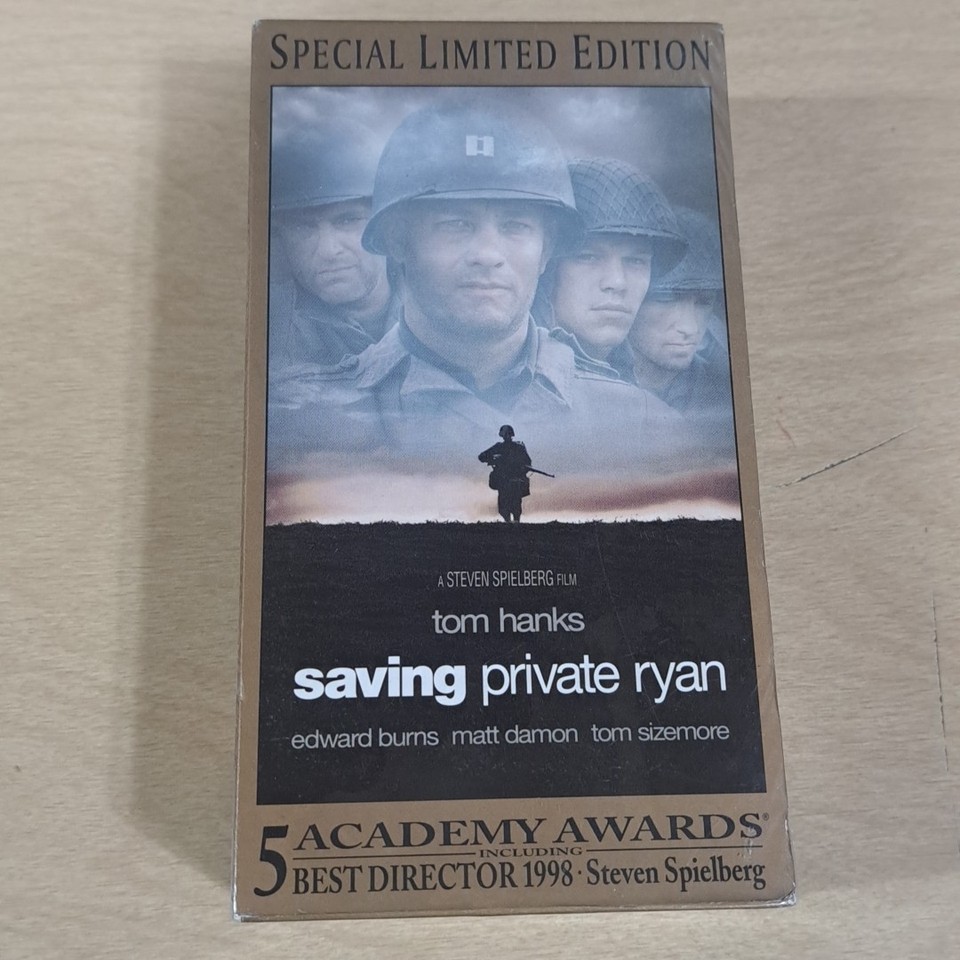 SPECIAL LIMITED EDITION
A STEVEN SPIELBERG FILM
tom hanks
saving private ryan
edward burns matt damon tom sizemore
5 ACADEMY AWARDS®
INCLUDING
BEST DIRECTOR 1998 · Steven Spielberg